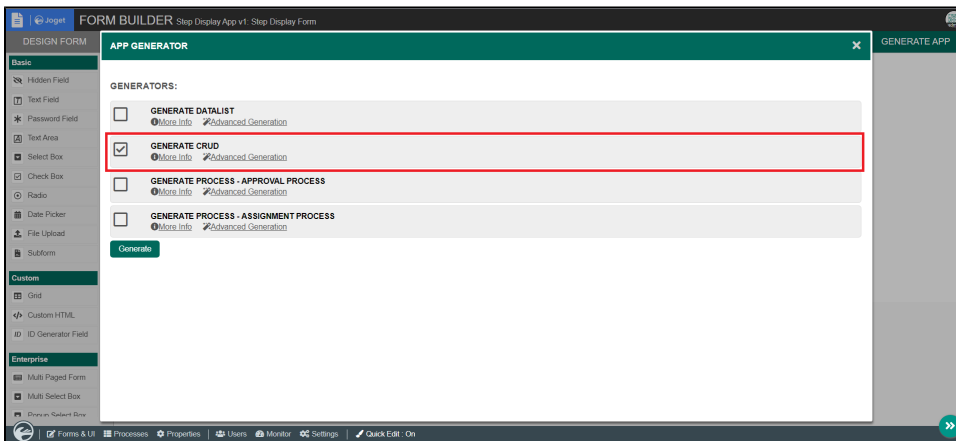 Joget FORM BUILDER Step Display App v1: Step Display Form
DESIGN FORM
GENERATE APP
APP GENERATOR
GENERATORS:
GENERATE DATALIST
More Info Advanced Generation
GENERATE CRUD
More Info Advanced Generation
GENERATE PROCESS - APPROVAL PROCESS
More Info Advanced Generation
GENERATE PROCESS - ASSIGNMENT PROCESS
More Info Advanced Generation
Generate
Basic
Hidden Field
Text Field
Password Field
Text Area
Select Box
Check Box
Radio
Date Picker
File Upload
Subform
Custom
Grid
Custom HTML
ID ID Generator Field
Enterprise
Multi Paged Form
Multi Select Box
Popup Select Box
Forms & UI Processes Properties Users Monitor Settings Quick Edit : On